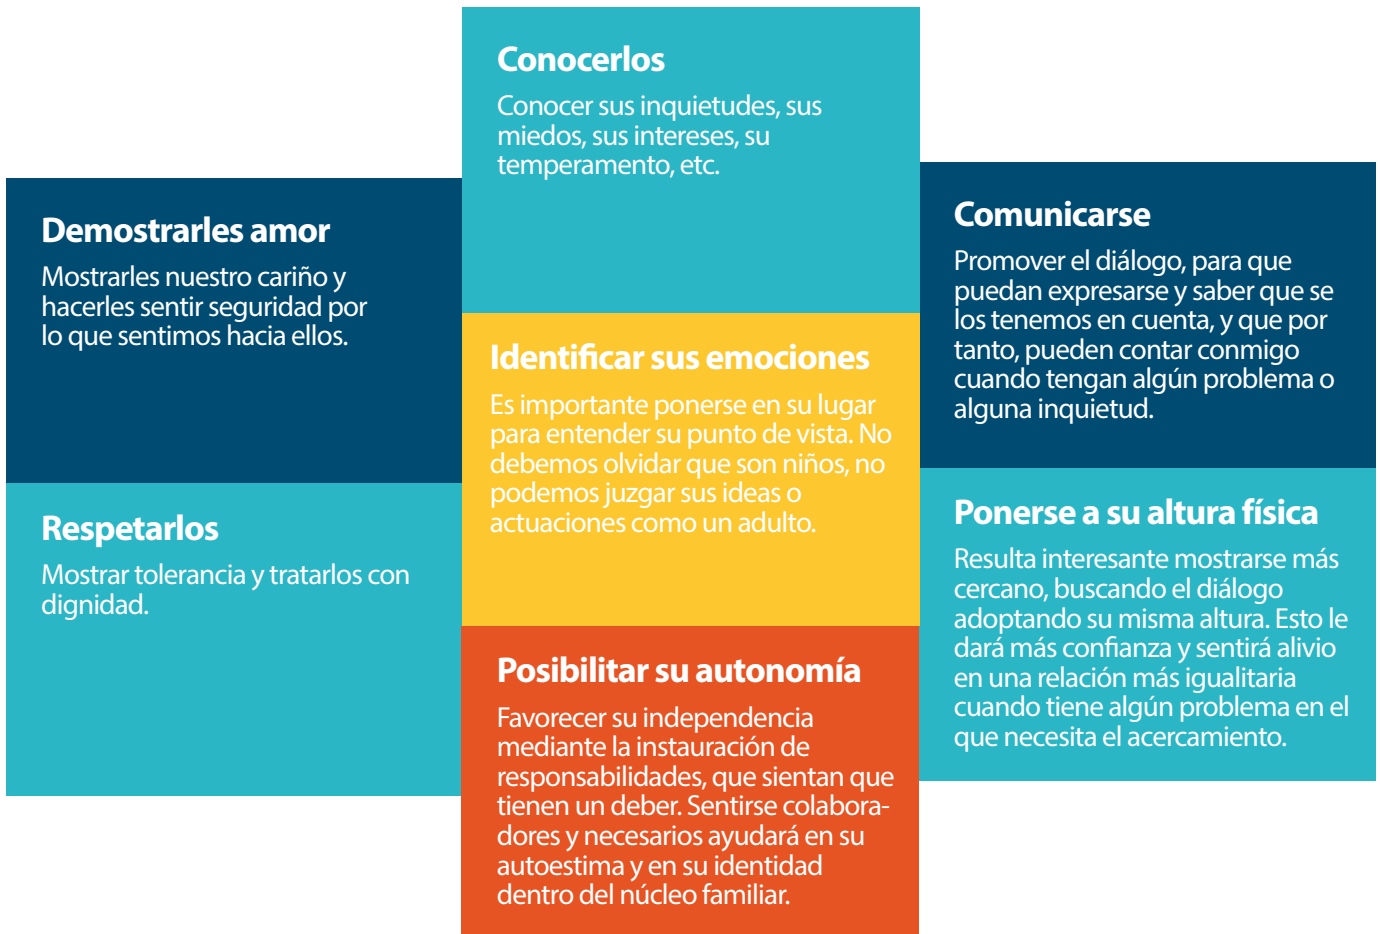 Conocerlos
Conocer sus inquietudes, sus
miedos, sus intereses, su
temperamento, etc.
Demostrarles amor
Mostrarles nuestro cariño y
hacerles sentir seguridad por
lo que sentimos hacia ellos.
Comunicarse
Promover el diálogo, para que
puedan expresarse y saber que se
los tenemos en cuenta, y que por
tanto, pueden contar conmigo
cuando tengan algún problema o
alguna inquietud.
Identificar sus emociones
Es importante ponerse en su lugar
para entender su punto de vista. No
debemos olvidar que son niños, no
podemos juzgar sus ideas o
actuaciones como un adulto.
Respetarlos
Mostrar tolerancia y tratarlos con
dignidad.
Ponerse a su altura física
Resulta interesante mostrarse más
cercano, buscando el diálogo
adoptando su misma altura. Esto le
dará más confianza y sentirá alivio
en una relación más igualitaria
cuando tiene algún problema en el
que necesita el acercamiento.
Posibilitar su autonomía
Favorecer su independencia
mediante la instauración de
responsabilidades, que sientan que
tienen un deber. Sentirse colabora-
dores y necesarios ayudará en su
autoestima y en su identidad
dentro del núcleo familiar.